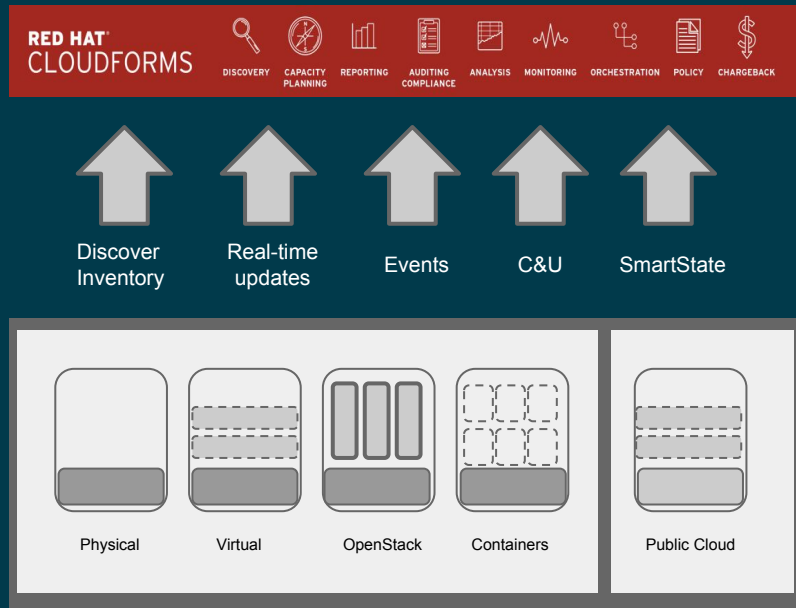 RED HAT®
CLOUDFORMS
DISCOVERY
CAPACITY
PLANNING
REPORTING
AUDITING
COMPLIANCE
ANALYSIS
MONITORING
ORCHESTRATION
POLICY
CHARGEBACK
Discover
Inventory
Real-time
updates
Events
C&U
SmartState
Physical
Virtual
OpenStack
Containers
Public Cloud